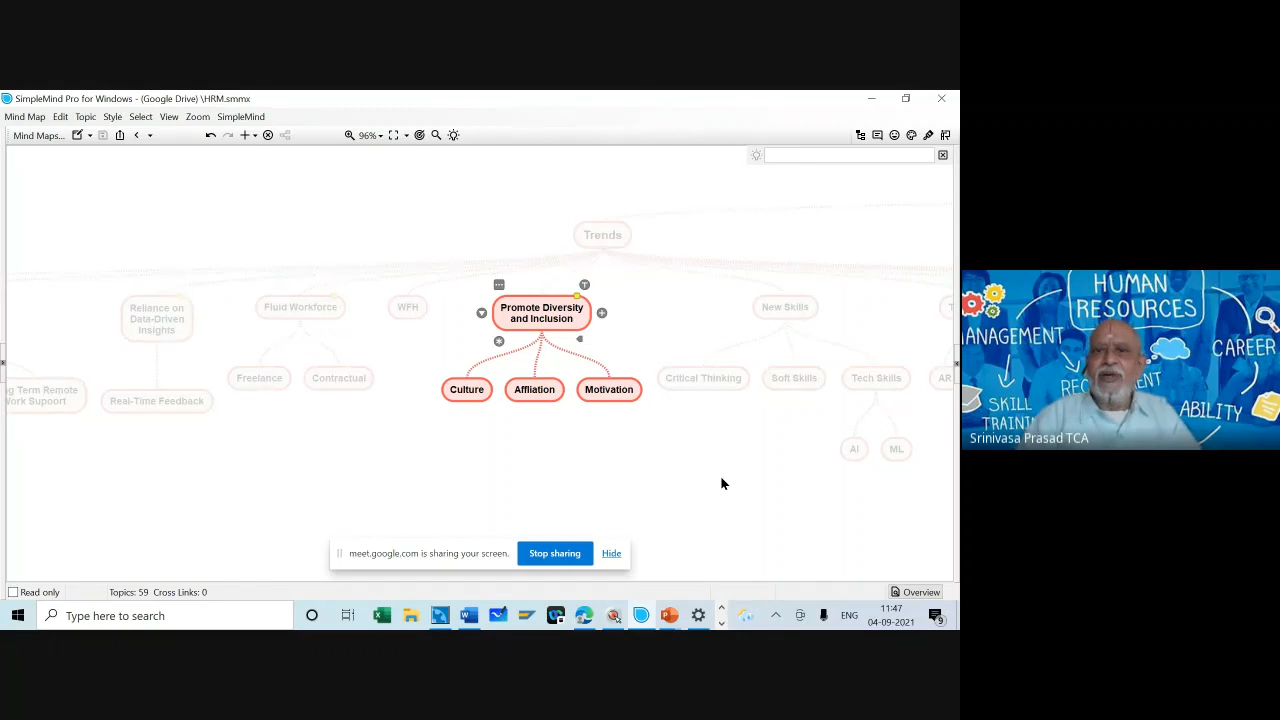 SimpleMind Pro for Windows - (Google Drive) \HRM.smmx
Mind Map Edit Topic Style Select View Zoom SimpleMind
Mind Maps... 96%
Trends
Reliance on
Data-Driven
Insights
Fluid Workforce
WFH
Promote Diversity
and Inclusion
New Skills
Term Remote
Work Supoort
Real-Time Feedback
Freelance
Contractual
Culture
Affliation
Motivation
Critical Thinking
Soft Skills
Tech Skills
AR
AI
ML
meet.google.com is sharing your screen. Stop sharing Hide
Read only Topics: 59 Cross Links: 0 Overview
Type here to search
ENG
11:47
04-09-2021
9
HUMAN
RESOURCES
MANAGEMENT
CAREER
SKILL
ABILITY
Srinivasa Prasad TCA